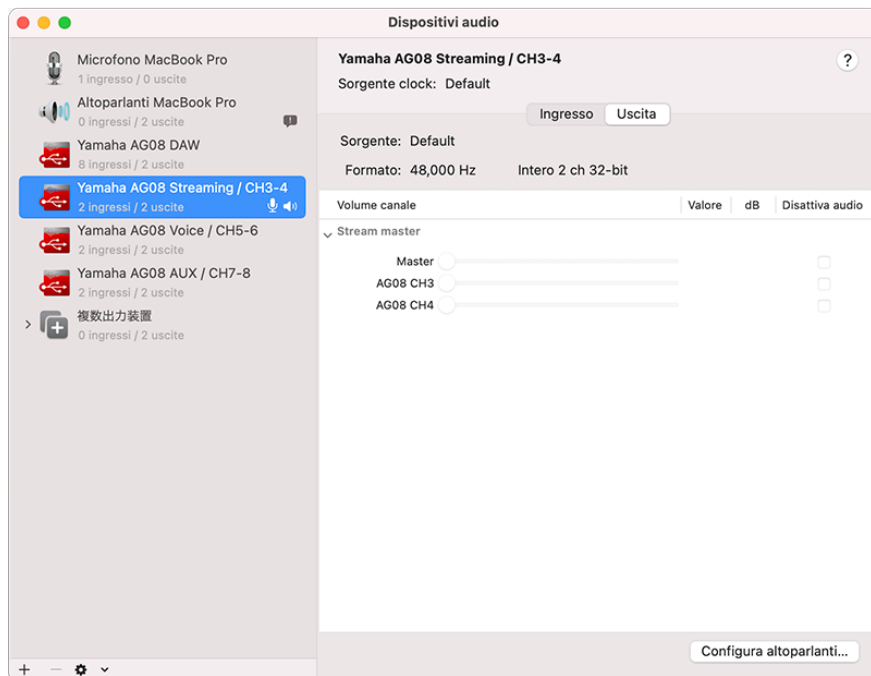 Dispositivi audio
Microfono MacBook Pro
1 ingresso / 0 uscite
Altoparlanti MacBook Pro
0 ingressi / 2 uscite
Yamaha AG08 DAW
8 ingressi / 2 uscite
Yamaha AG08 Streaming / CH3-4
2 ingressi / 2 uscite
Yamaha AG08 Voice / CH5-6
2 ingressi / 2 uscite
Yamaha AG08 AUX / CH7-8
2 ingressi / 2 uscite
複数出力装置
0 ingressi / 2 uscite
Yamaha AG08 Streaming / CH3-4
?
Sorgente clock: Default
Ingresso Uscita
Sorgente: Default
Formato: 48,000 Hz Intero 2 ch 32-bit
Volume canale Valore dB Disattiva audio
Stream master
Master
AG08 CH3
AG08 CH4
Configura altoparlanti...